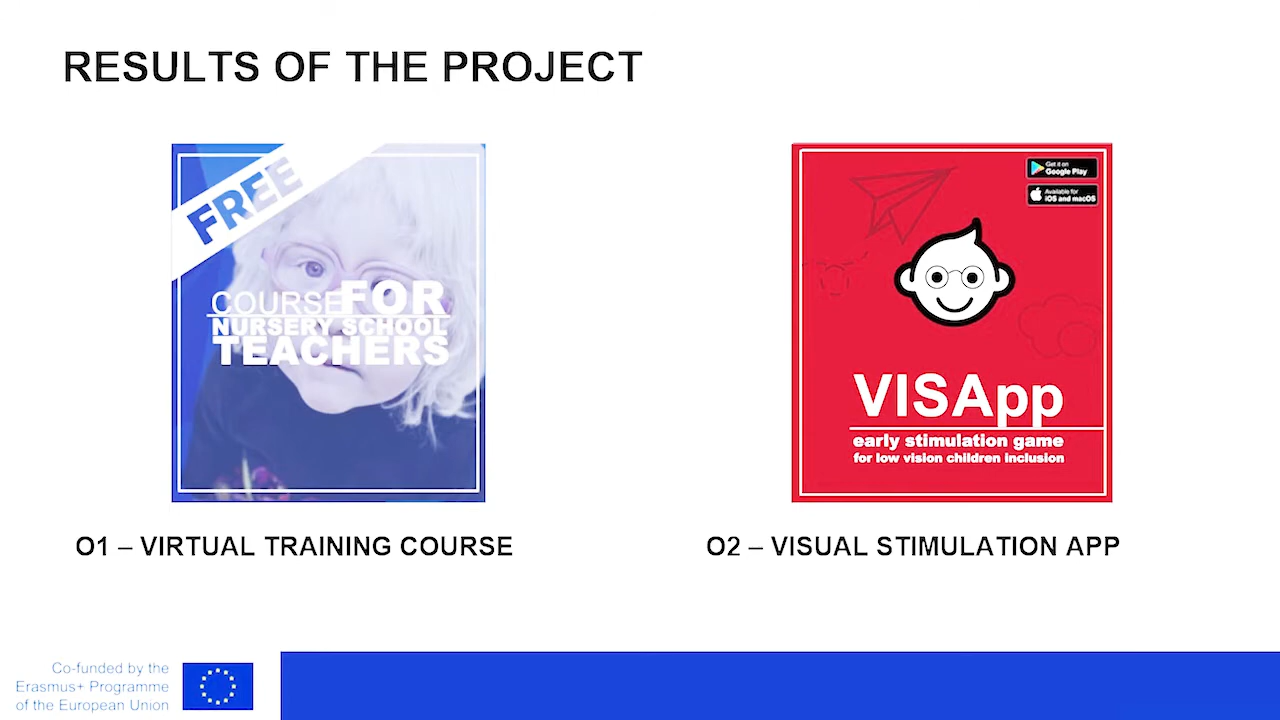 RESULTS OF THE PROJECT
FREE
COURSE FOR
NURSERY SCHOOL
TEACHERS
O1 – VIRTUAL TRAINING COURSE
Get it on
Google Play
Available for
iOS and macOS
VISApp
early stimulation game
for low vision children inclusion
O2 – VISUAL STIMULATION APP
Co-funded by the
Erasmus+ Programme
of the European Union